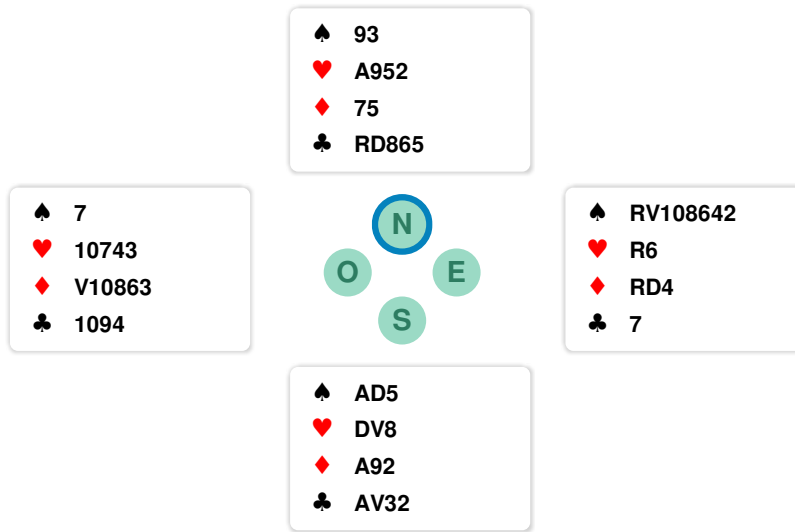 ♠ 93
♥ A952
♦ 75
♣ RD865
♠ 7
♥ 10743
♦ V10863
♣ 1094
N
O E
S
♠ RV108642
♥ R6
♦ RD4
♣ 7
♠ AD5
♥ DV8
♦ A92
♣ AV32